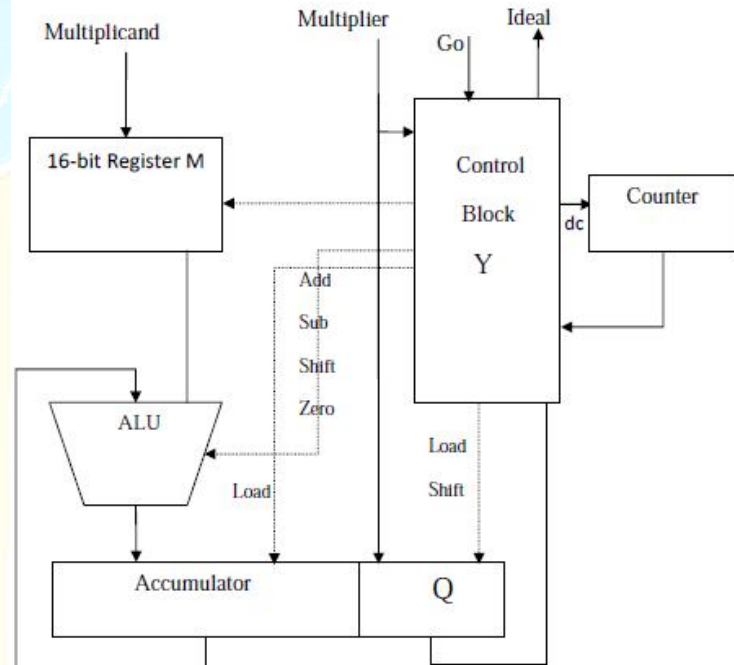 Multiplicand
Multiplier
Ideal
Go
16-bit Register M
Control
Block
Y
dc
Counter
Add
Sub
Shift
Zero
ALU
Load
Load
Shift
Accumulator
Q